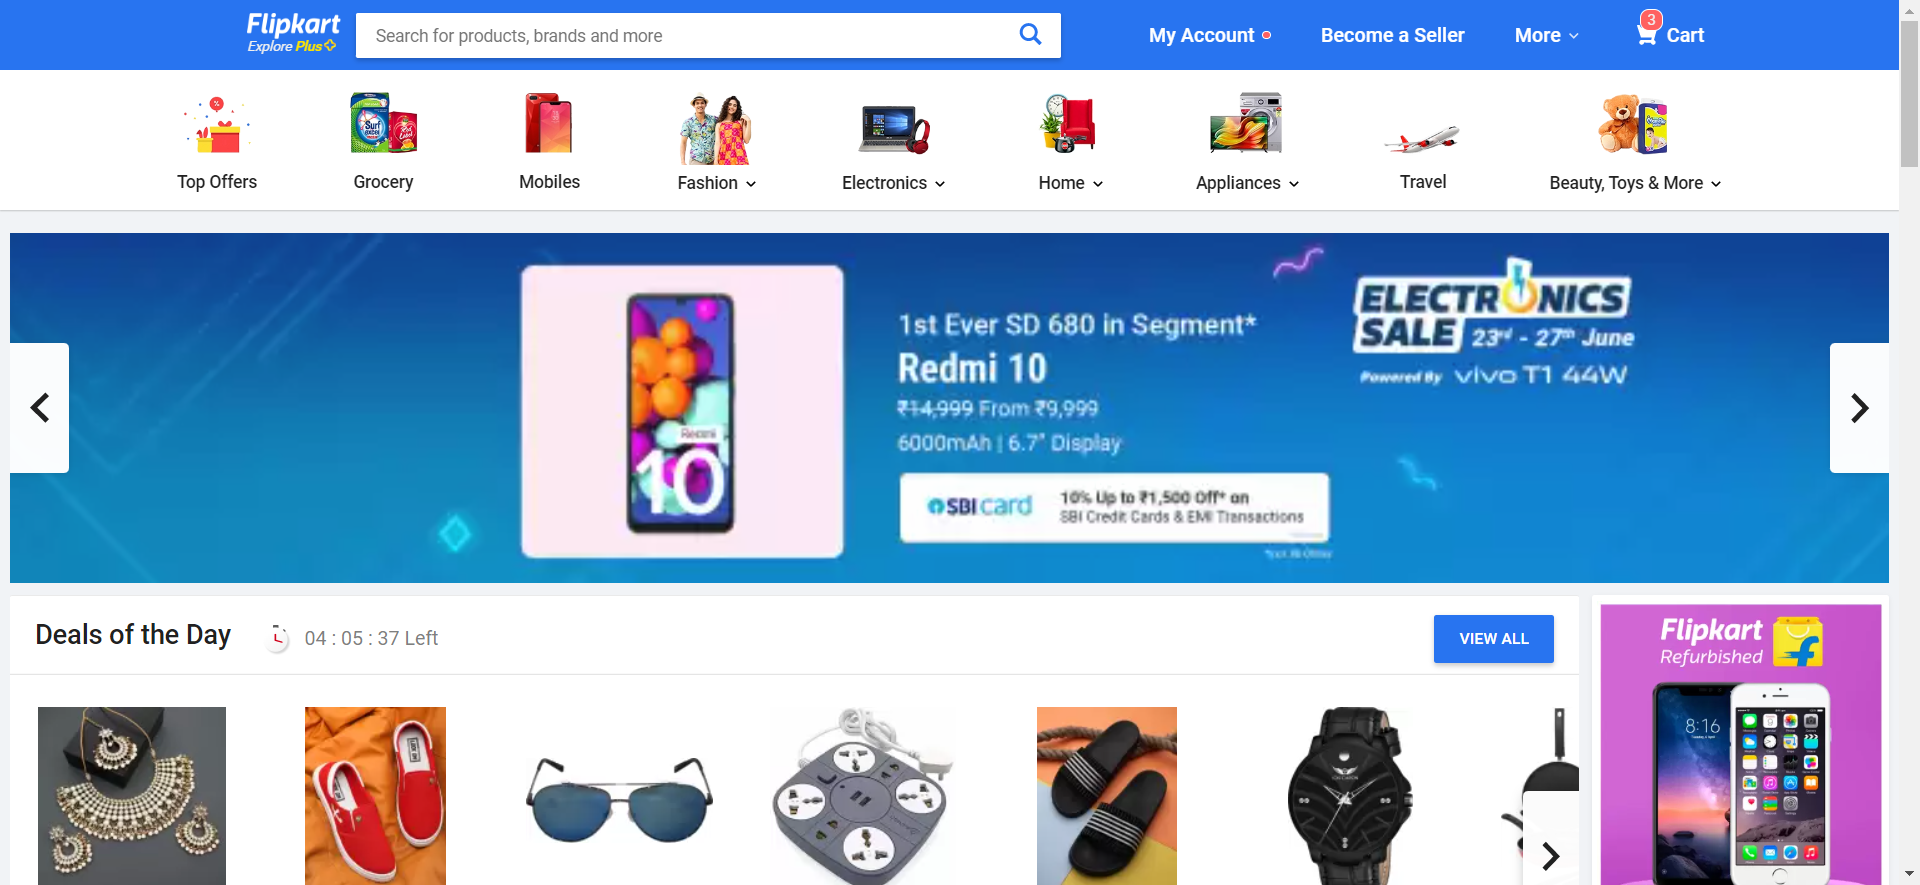 Flipkart
Explore Plus
Search for products, brands and more
My Account
Become a Seller
More
3
Cart
Top Offers
Grocery
Mobiles
Fashion
Electronics
Home
Appliances
Travel
Beauty, Toys & More
1st Ever SD 680 in Segment*
Redmi 10
₹14,999 From ₹9,999
6000mAh | 6.7" Display
SBI card
10% Up to ₹1,500 Off* on
SBI Credit Cards & EMI Transactions
ELECTRONICS
SALE 23rd - 27th June
Powered By vivo T1 44W
Redmi
10
Surf
excel
Deals of the Day
04 : 05 : 37 Left
VIEW ALL
Flipkart
Refurbished
8:16